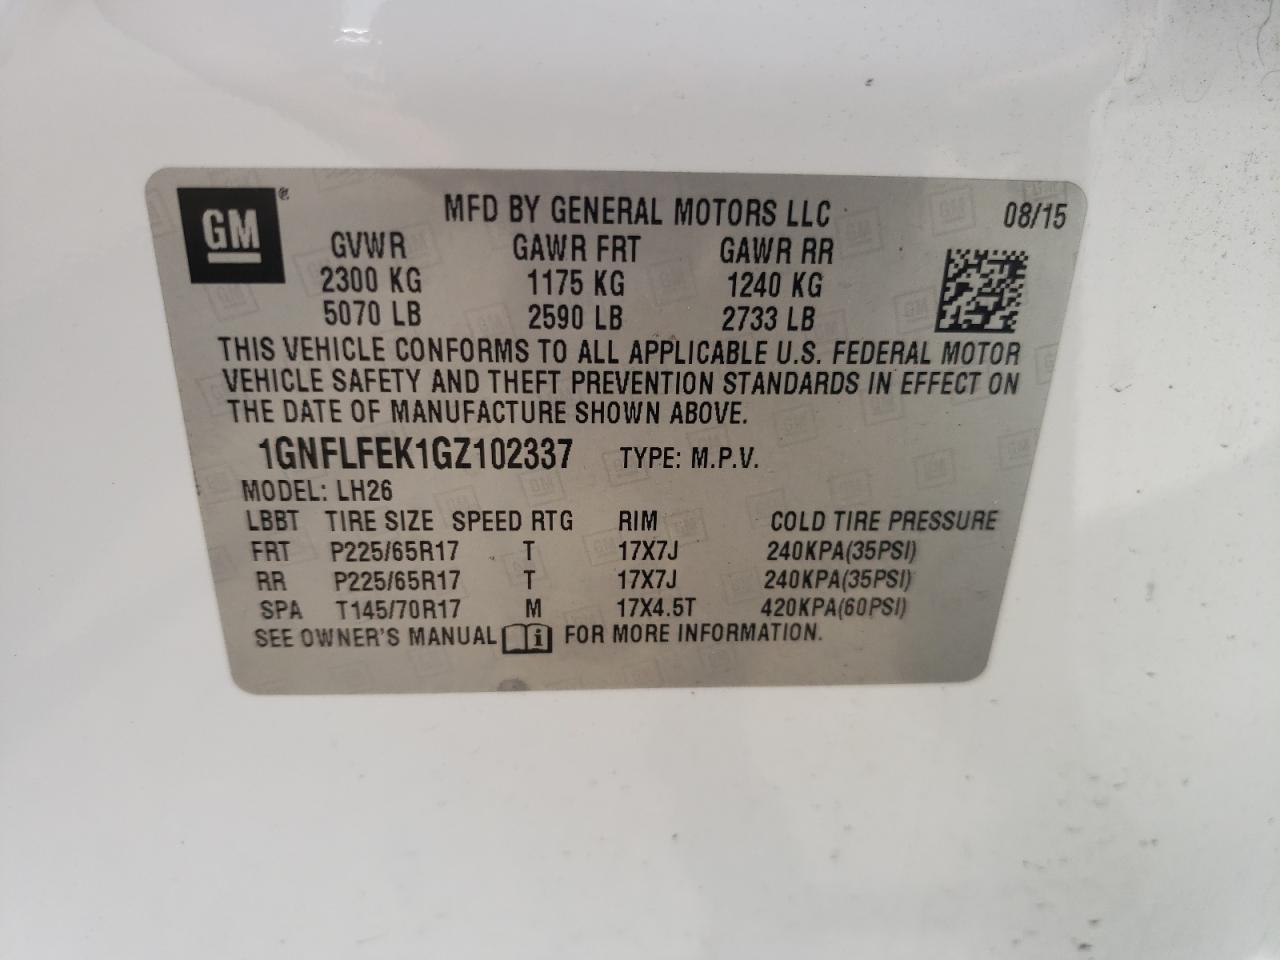 GM ®
MFD BY GENERAL MOTORS LLC 08/15
GVWR GAWR FRT GAWR RR
2300 KG 1175 KG 1240 KG
5070 LB 2590 LB 2733 LB
THIS VEHICLE CONFORMS TO ALL APPLICABLE U.S. FEDERAL MOTOR
VEHICLE SAFETY AND THEFT PREVENTION STANDARDS IN EFFECT ON
THE DATE OF MANUFACTURE SHOWN ABOVE.
1GNFLFEK1GZ102337 TYPE: M.P.V.
MODEL: LH26
LBBT TIRE SIZE SPEED RTG RIM COLD TIRE PRESSURE
FRT P225/65R17 T 17X7J 240KPA(35PSI)
RR P225/65R17 T 17X7J 240KPA(35PSI)
SPA T145/70R17 M 17X4.5T 420KPA(60PSI)
SEE OWNER'S MANUAL i FOR MORE INFORMATION.